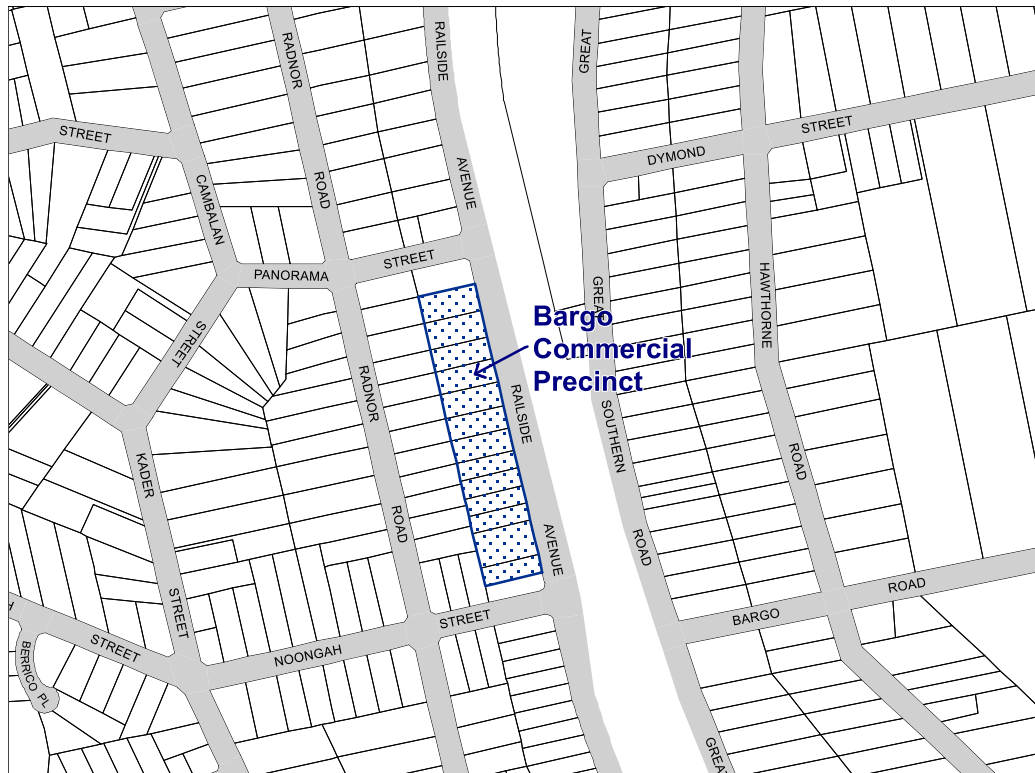 RADNOR
ROAD
RAILSIDE
AVENUE
GREAT
STREET
DYMOND
STREET
CAMBALAN
PANORAMA
STREET
STREET
GREAT
HAWTHORNE
Bargo
Commercial
Precinct
RADNOR
ROAD
RAILSIDE
AVENUE
SOUTHERN
ROAD
ROAD
KADER
STREET
STREET
BERRICO PL
NOONGAH
STREET
BARGO
ROAD
GREAT